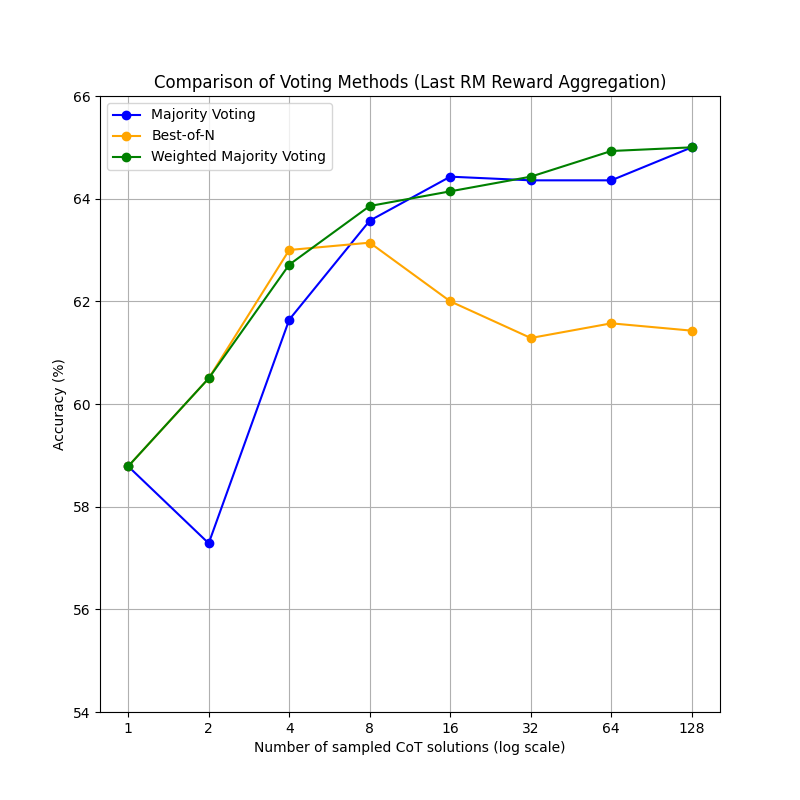 Comparison of Voting Methods (Last RM Reward Aggregation)
Majority Voting
Best-of-N
Weighted Majority Voting
Accuracy (%)
66
64
62
60
58
56
54
1 2 4 8 16 32 64 128
Number of sampled CoT solutions (log scale)